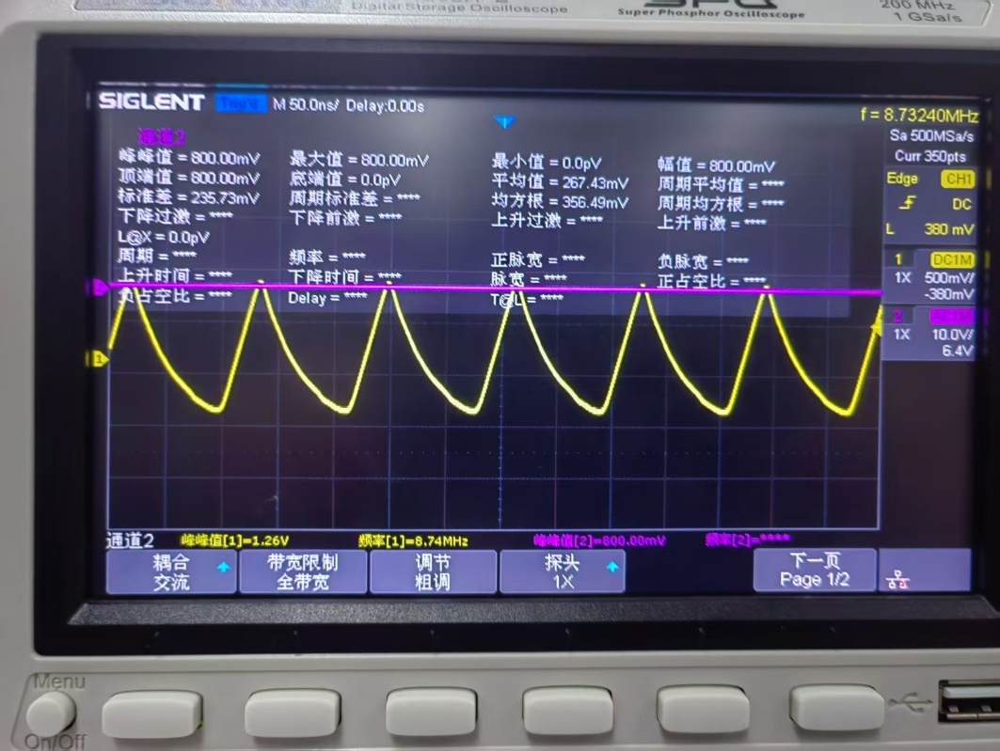 Digital Storage Oscilloscope
Super Phosphor Oscilloscope
200 MHz
1 GSa/s
SIGLENT Trig'd M 50.0ns/ Delay:0.00s
f = 8.73240MHz
Sa 500MSa/s
Curr 350pts
Edge CH1
DC
L 380 mV
1 DC1M
1X 500mV/
-380mV
2 AC1M
1X 10.0V/
6.4V
通道2
峰峰值 = 800.00mV 最大值 = 800.00mV 最小值 = 0.0pV 幅值 = 800.00mV
顶端值 = 800.00mV 底端值 = 0.0pV 平均值 = 267.43mV 周期平均值 = ****
标准差 = 235.73mV 周期标准差 = **** 均方根 = 356.49mV 周期均方根 = ****
下降过激 = **** 下降前激 = **** 上升过激 = **** 上升前激 = ****
L@X = 0.0pV
周期 = **** 频率 = **** 正脉宽 = **** 负脉宽 = ****
上升时间 = **** 下降时间 = **** 脉宽 = **** 正占空比 = ****
负占空比 = **** Delay = **** T@L = ****
1
通道2 峰峰值[1]=1.26V 频率[1]=8.74MHz 峰峰值[2]=800.00mV 频率[2]=****
耦合 带宽限制 调节 探头 下一页
交流 全带宽 粗调 1X Page 1/2
Menu
On/Off